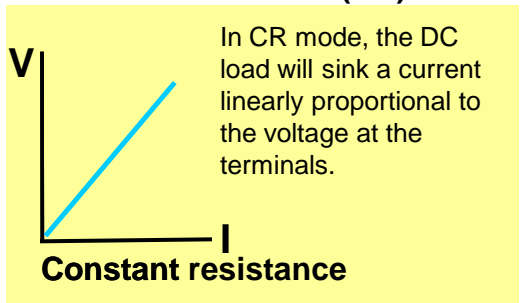 In CR mode, the DC
load will sink a current
linearly proportional to
the voltage at the
terminals.
V
I
Constant resistance